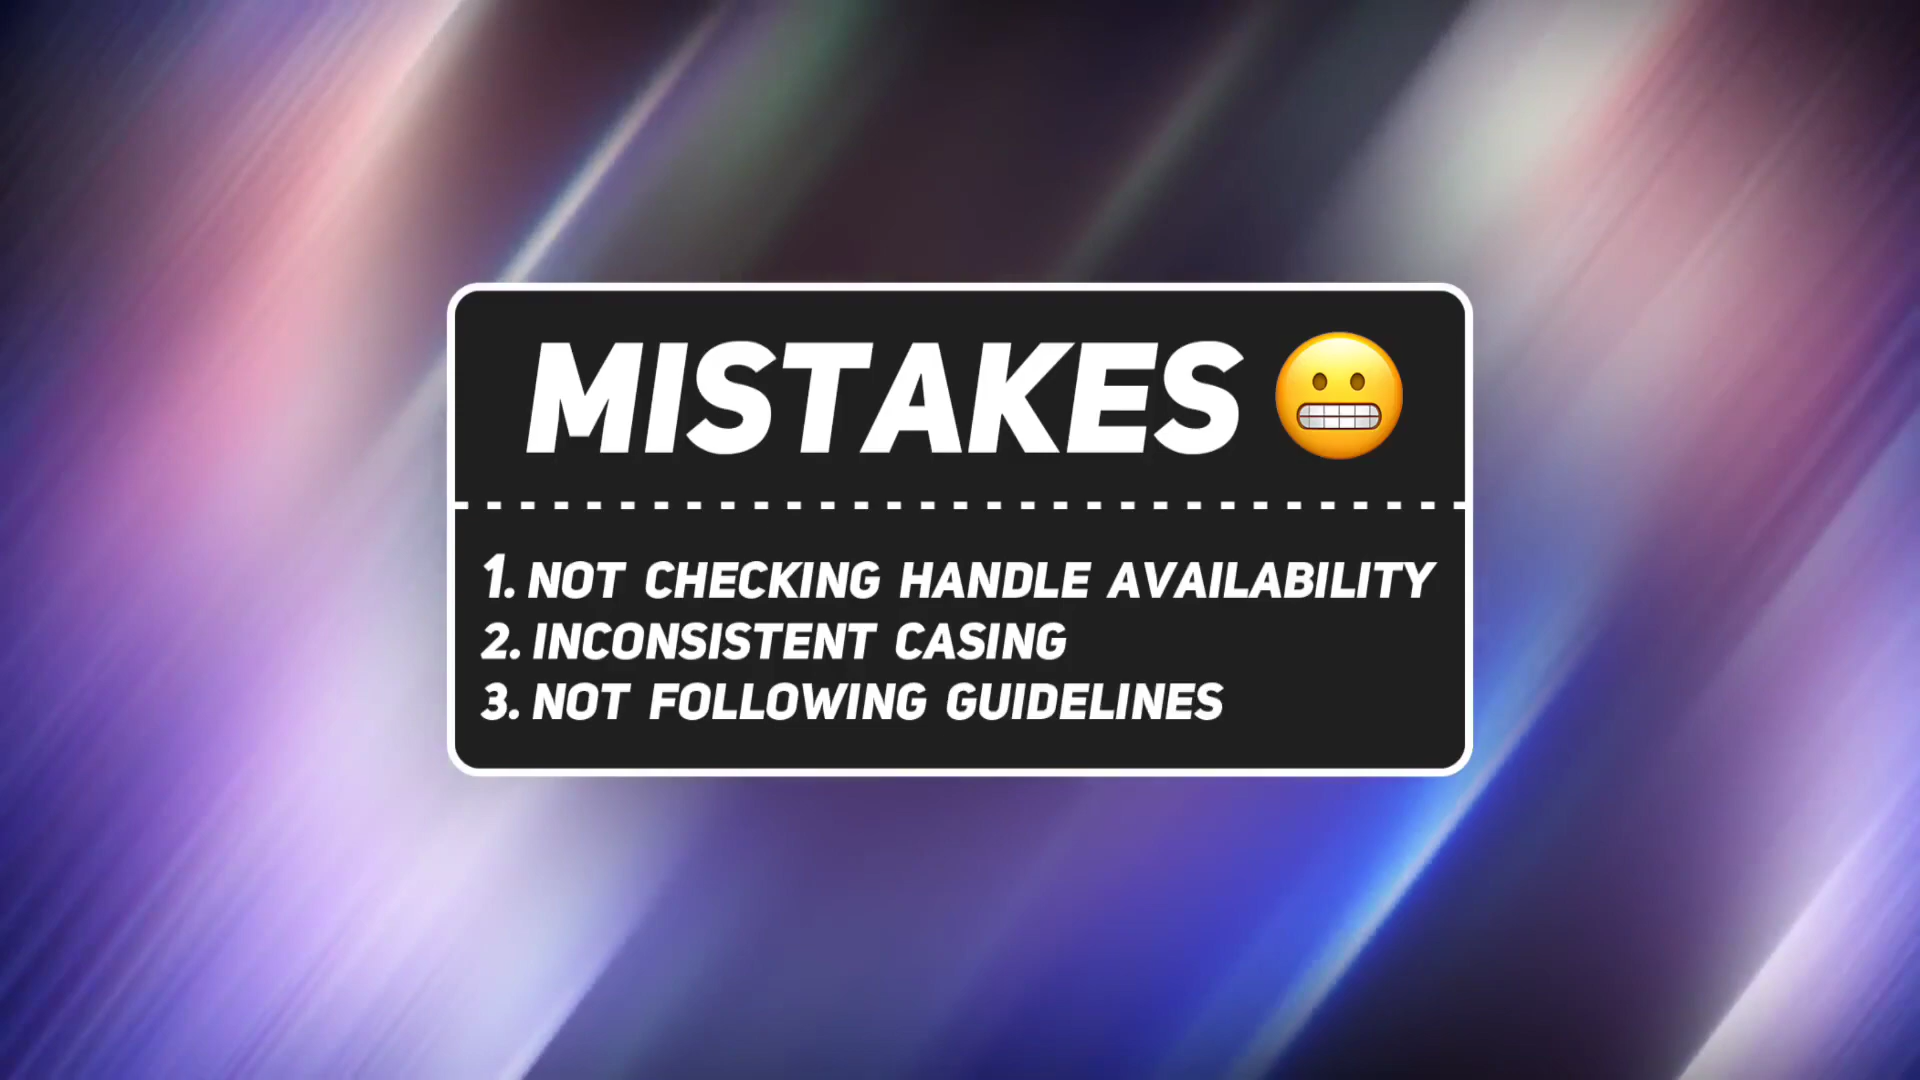 MISTAKES 😬
1. NOT CHECKING HANDLE AVAILABILITY
2. INCONSISTENT CASING
3. NOT FOLLOWING GUIDELINES